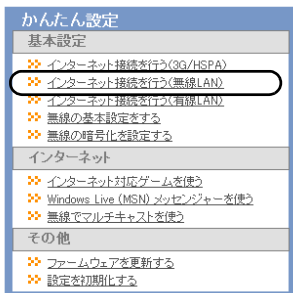 かんたん設定
基本設定
インターネット接続を行う(3G/HSPA)
インターネット接続を行う(無線LAN)
インターネット接続を行う(有線LAN)
無線の基本設定をする
無線の暗号化を設定する
インターネット
インターネット対応ゲームを使う
Windows Live (MSN) メッセンジャーを使う
無線でマルチキャストを使う
その他
ファームウェアを更新する
設定を初期化する